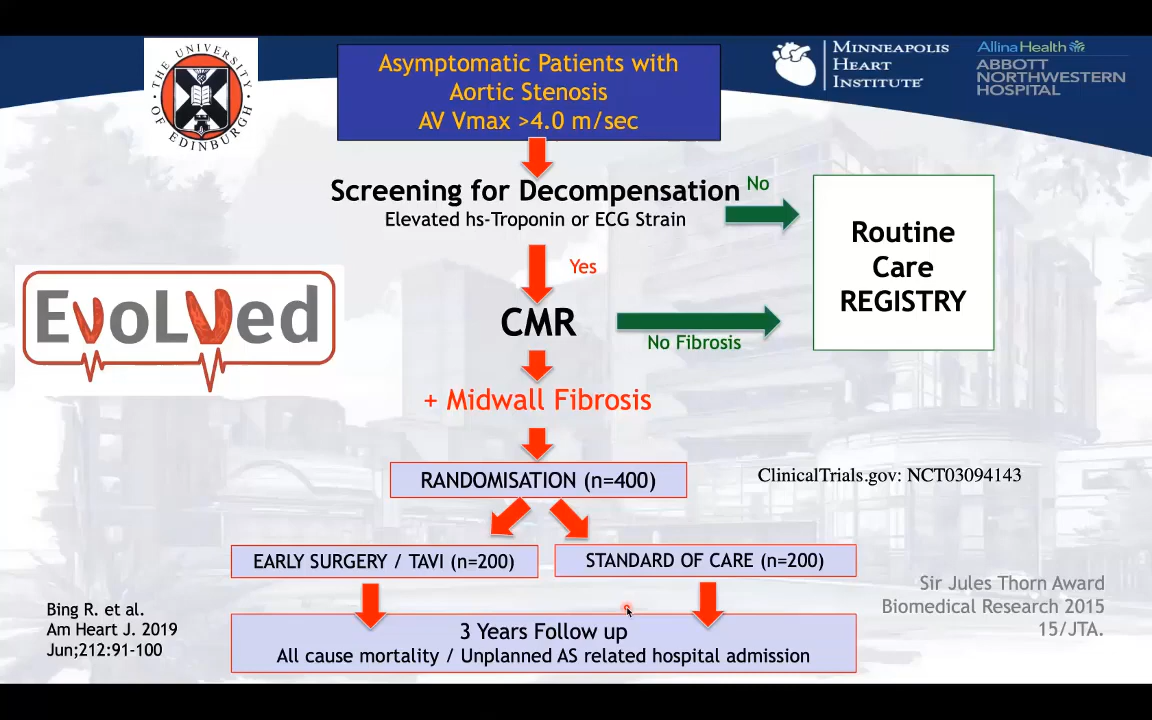 THE UNIVERSITY OF EDINBURGH
Asymptomatic Patients with
Aortic Stenosis
AV Vmax >4.0 m/sec
MINNEAPOLIS
HEART
INSTITUTE
AllinaHealth
ABBOTT
NORTHWESTERN
HOSPITAL
Screening for Decompensation
Elevated hs-Troponin or ECG Strain
No
Routine
Care
REGISTRY
Yes
EvoLVed
CMR
No Fibrosis
+ Midwall Fibrosis
RANDOMISATION (n=400)
ClinicalTrials.gov: NCT03094143
EARLY SURGERY / TAVI (n=200)
STANDARD OF CARE (n=200)
3 Years Follow up
All cause mortality / Unplanned AS related hospital admission
Bing R. et al.
Am Heart J. 2019
Jun;212:91-100
Sir Jules Thorn Award
Biomedical Research 2015
15/JTA.